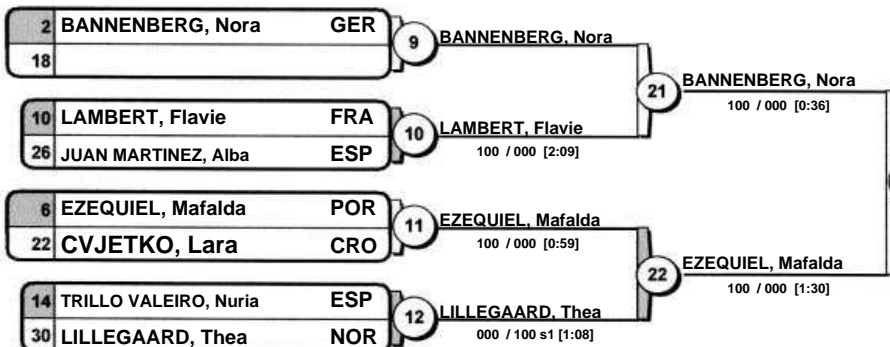 2 BANNENBERG, Nora GER
18
9
BANNENBERG, Nora
10 LAMBERT, Flavie FRA
26 JUAN MARTINEZ, Alba ESP
10
LAMBERT, Flavie
100 / 000 [2:09]
21
BANNENBERG, Nora
100 / 000 [0:36]
6 EZEQUIEL, Mafalda POR
22 CVJETKO, Lara CRO
11
EZEQUIEL, Mafalda
100 / 000 [0:59]
14 TRILLO VALEIRO, Nuria ESP
30 LILLEGAARD, Thea NOR
12
LILLEGAARD, Thea
000 / 100 s1 [1:08]
22
EZEQUIEL, Mafalda
100 / 000 [1:30]